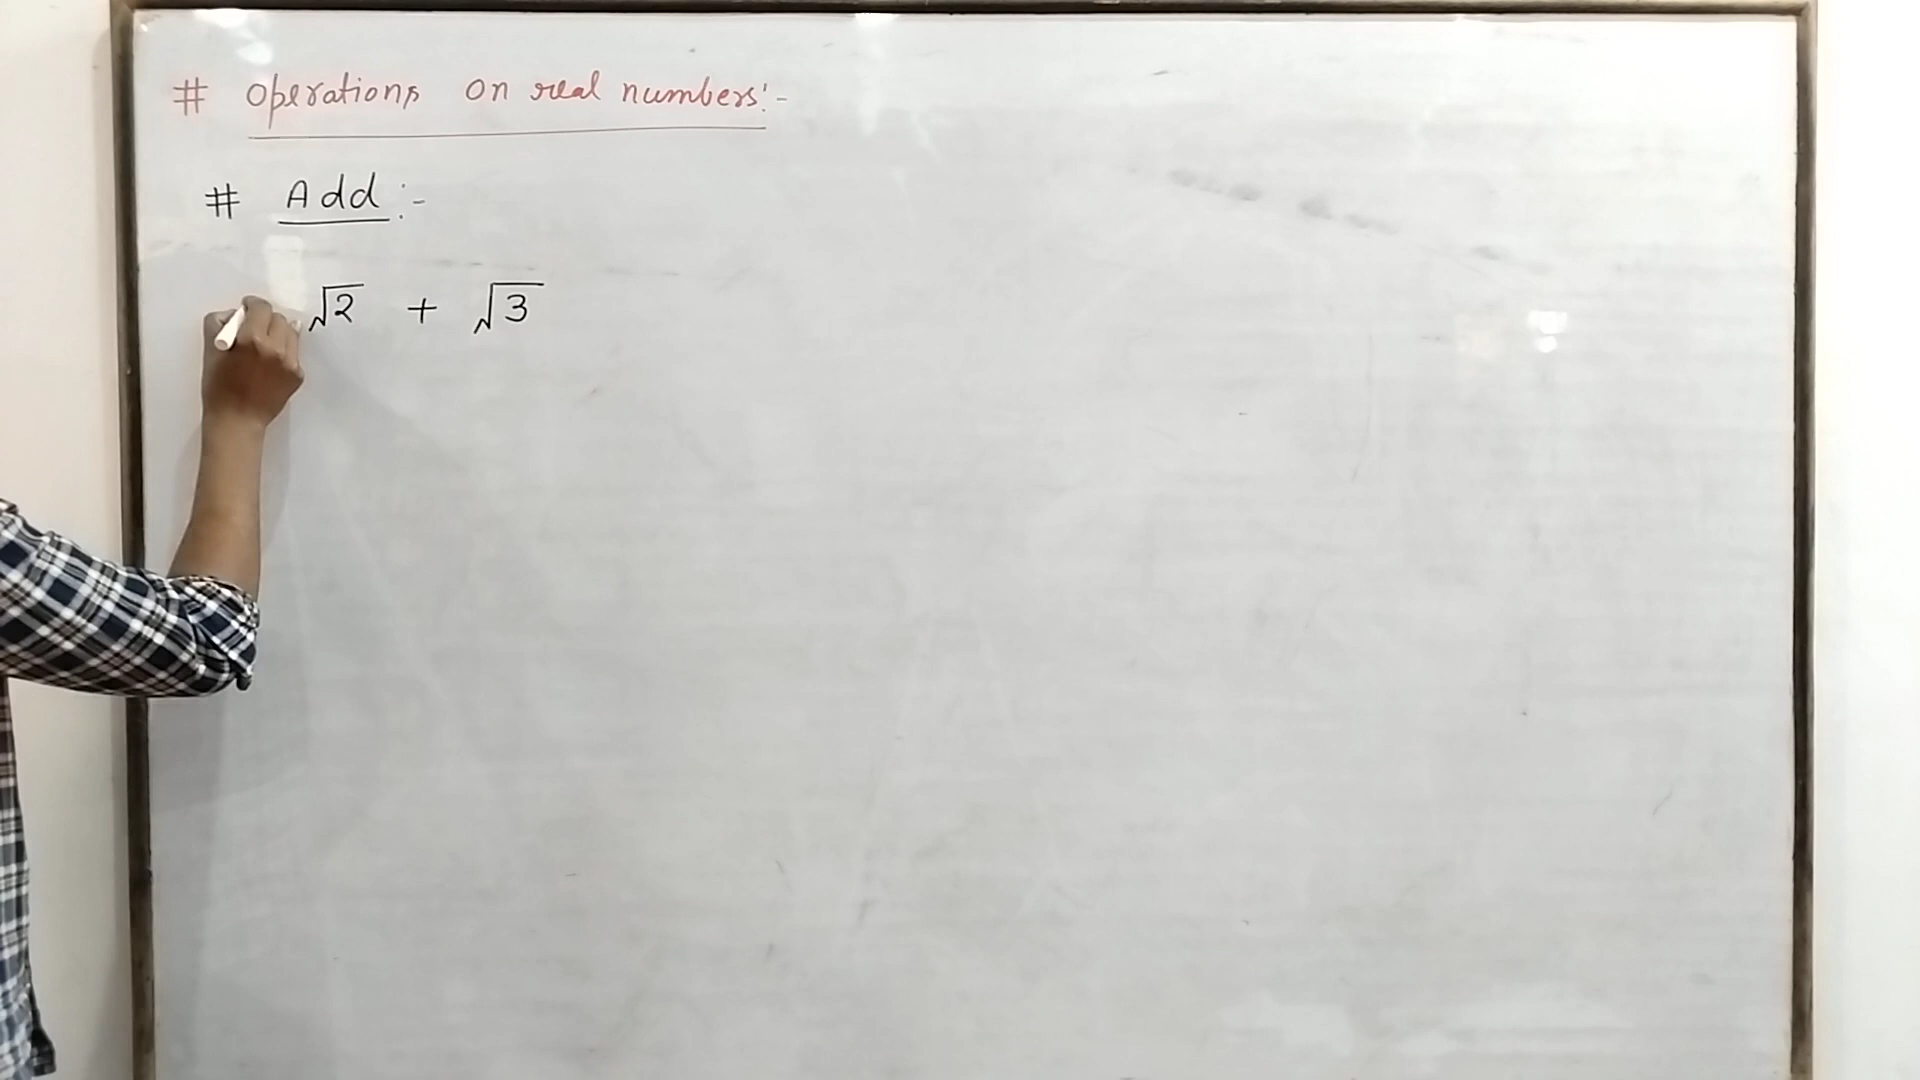 # Operations on real numbers:-
# Add :-
√2 + √3